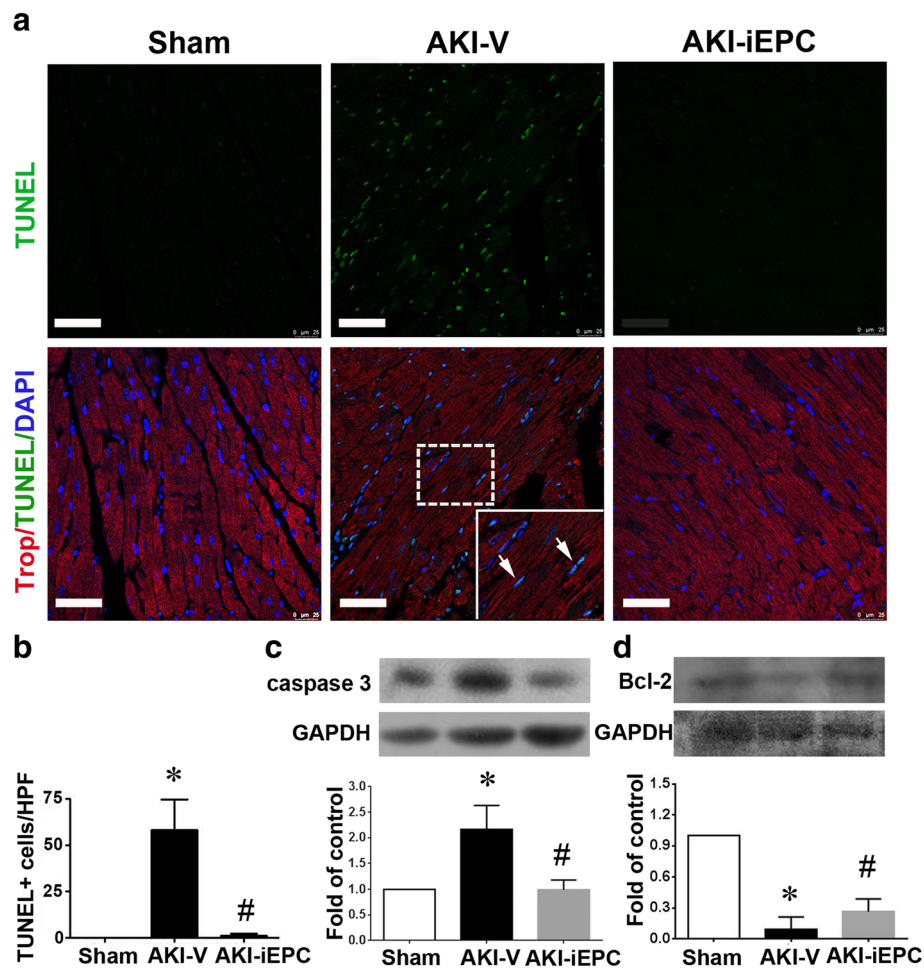 a
Sham AKI-V AKI-iEPC
TUNEL
0 µm 25
0 µm 25
0 µm 25
Trop/TUNEL/DAPI
0 µm 25
0 µm 25
b c d
caspase 3
GAPDH
Bcl-2
GAPDH
TUNEL+ cells/HPF
75
50
25
0
*
#
Sham AKI-V AKI-iEPC
Fold of control
3.0
2.5
2.0
1.5
1.0
0.5
0.0
*
#
Sham AKI-V AKI-iEPC
Fold of control
1.5
1.2
0.9
0.6
0.3
0.0
*
#
Sham AKI-V AKI-iEPC